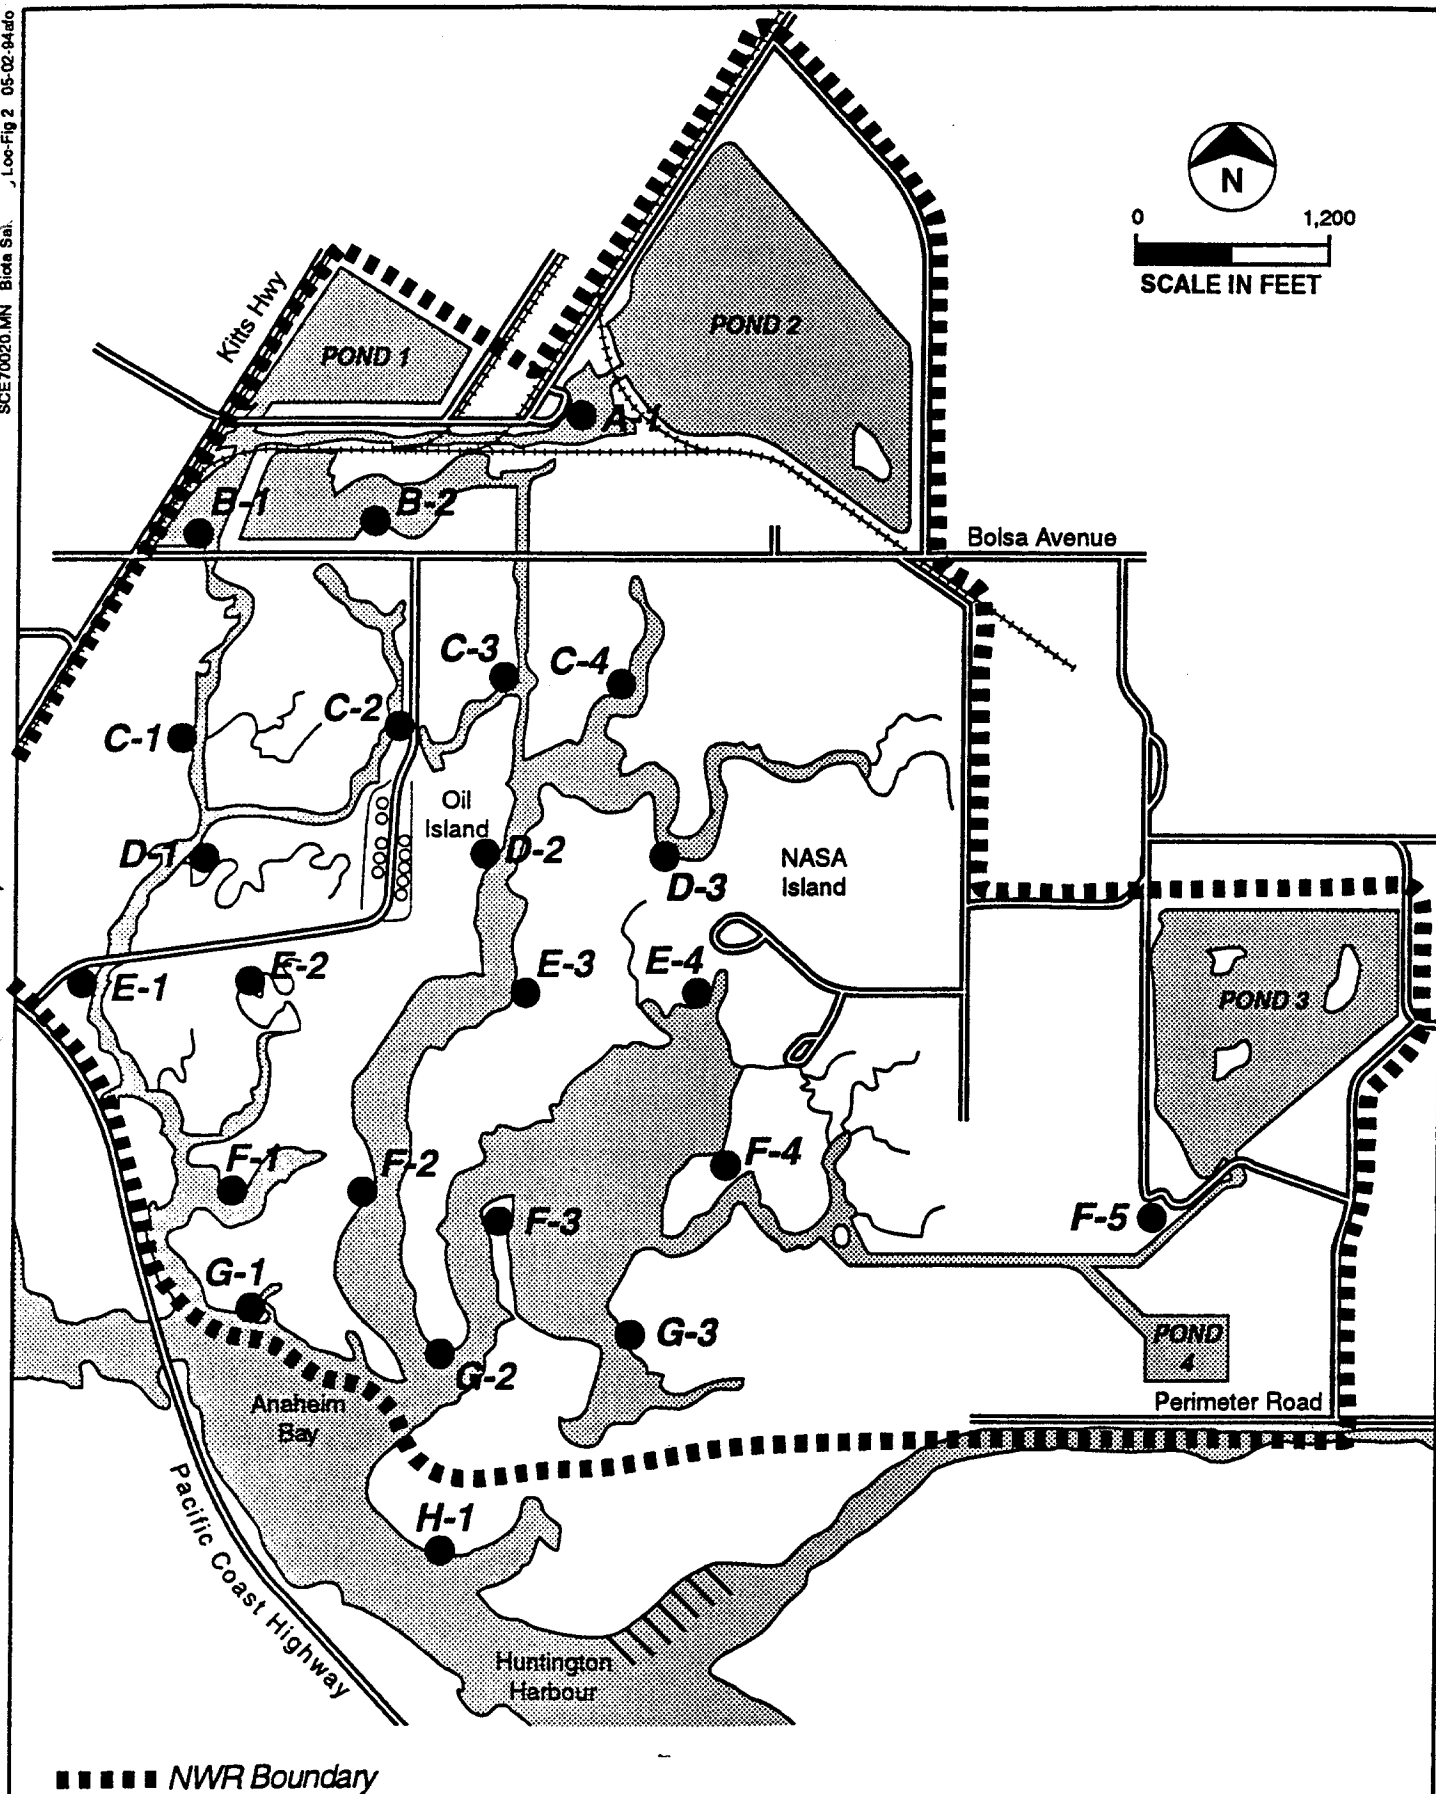 SCE70020.MN Biota Sa
Loc-Fig 2 05-02-94
N
0 1,200
SCALE IN FEET
Kitts Hwy
POND 1
POND 2
A-1
B-1
B-2
Bolsa Avenue
C-3
C-4
C-2
C-1
Oil
Island
D-1
D-2
NASA
Island
D-3
E-3
E-4
E-2
E-1
POND 3
F-1
F-2
F-4
F-3
F-5
G-1
G-3
POND
4
G-2
Anaheim
Bay
Perimeter Road
Pacific Coast Highway
H-1
Huntington
Harbour
NWR Boundary